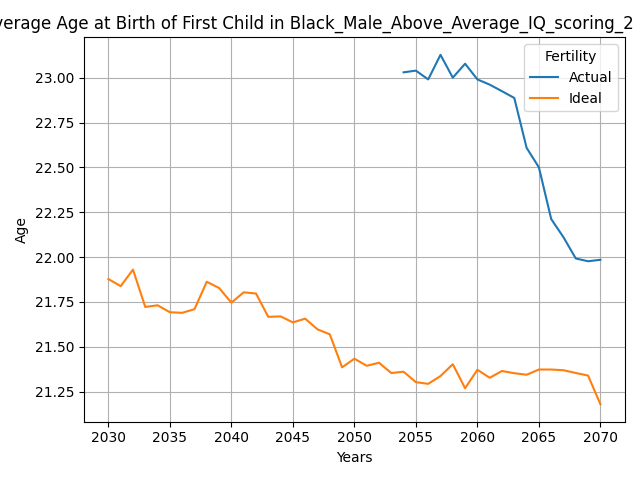 verage Age at Birth of First Child in Black_Male_Above_Average_IQ_scoring_2
Fertility
Actual
Ideal
23.00
22.75
22.50
22.25
22.00
21.75
21.50
21.25
Age
2030 2035 2040 2045 2050 2055 2060 2065 2070
Years